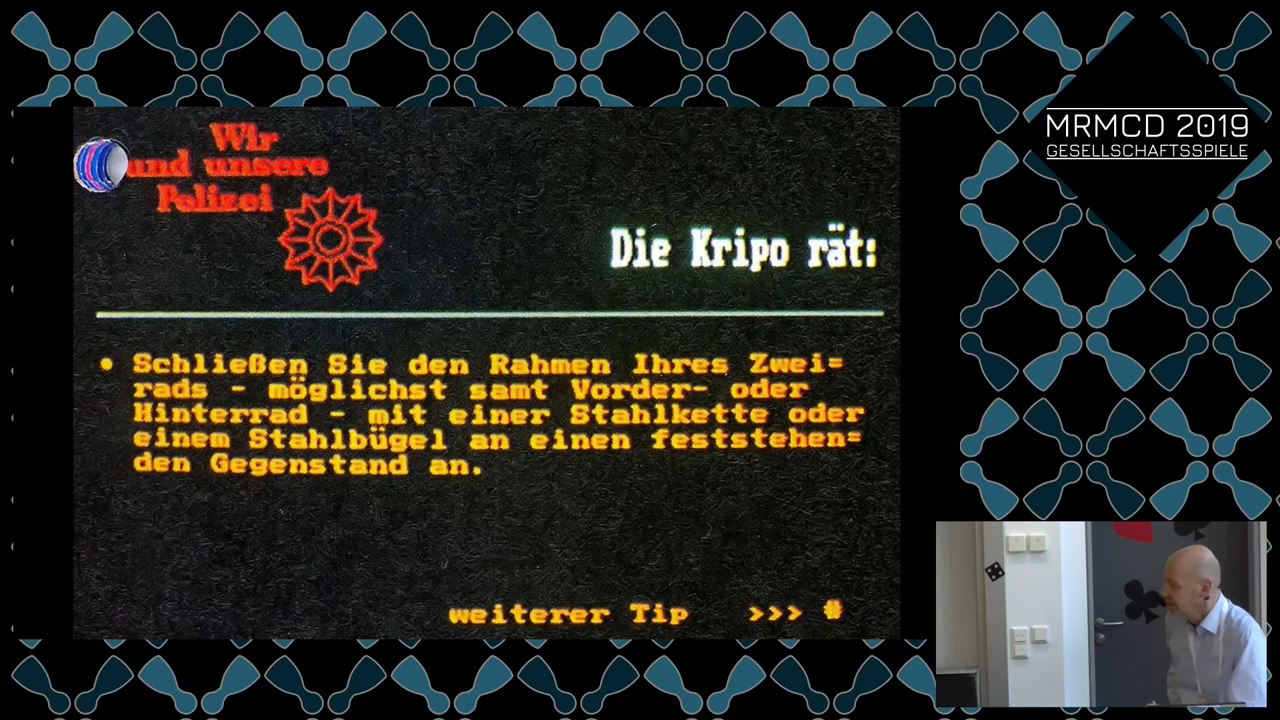 MRMCD 2019
GESELLSCHAFTSSPIELE
Wir
und unsere
Polizei
Die Kripo rät:
• Schließen Sie den Rahmen Ihres Zwei=
rads - möglichst samt Vorder- oder
Hinterrad - mit einer Stahlkette oder
einem Stahlbügel an einen feststehen=
den Gegenstand an.
weiterer Tip >>> #